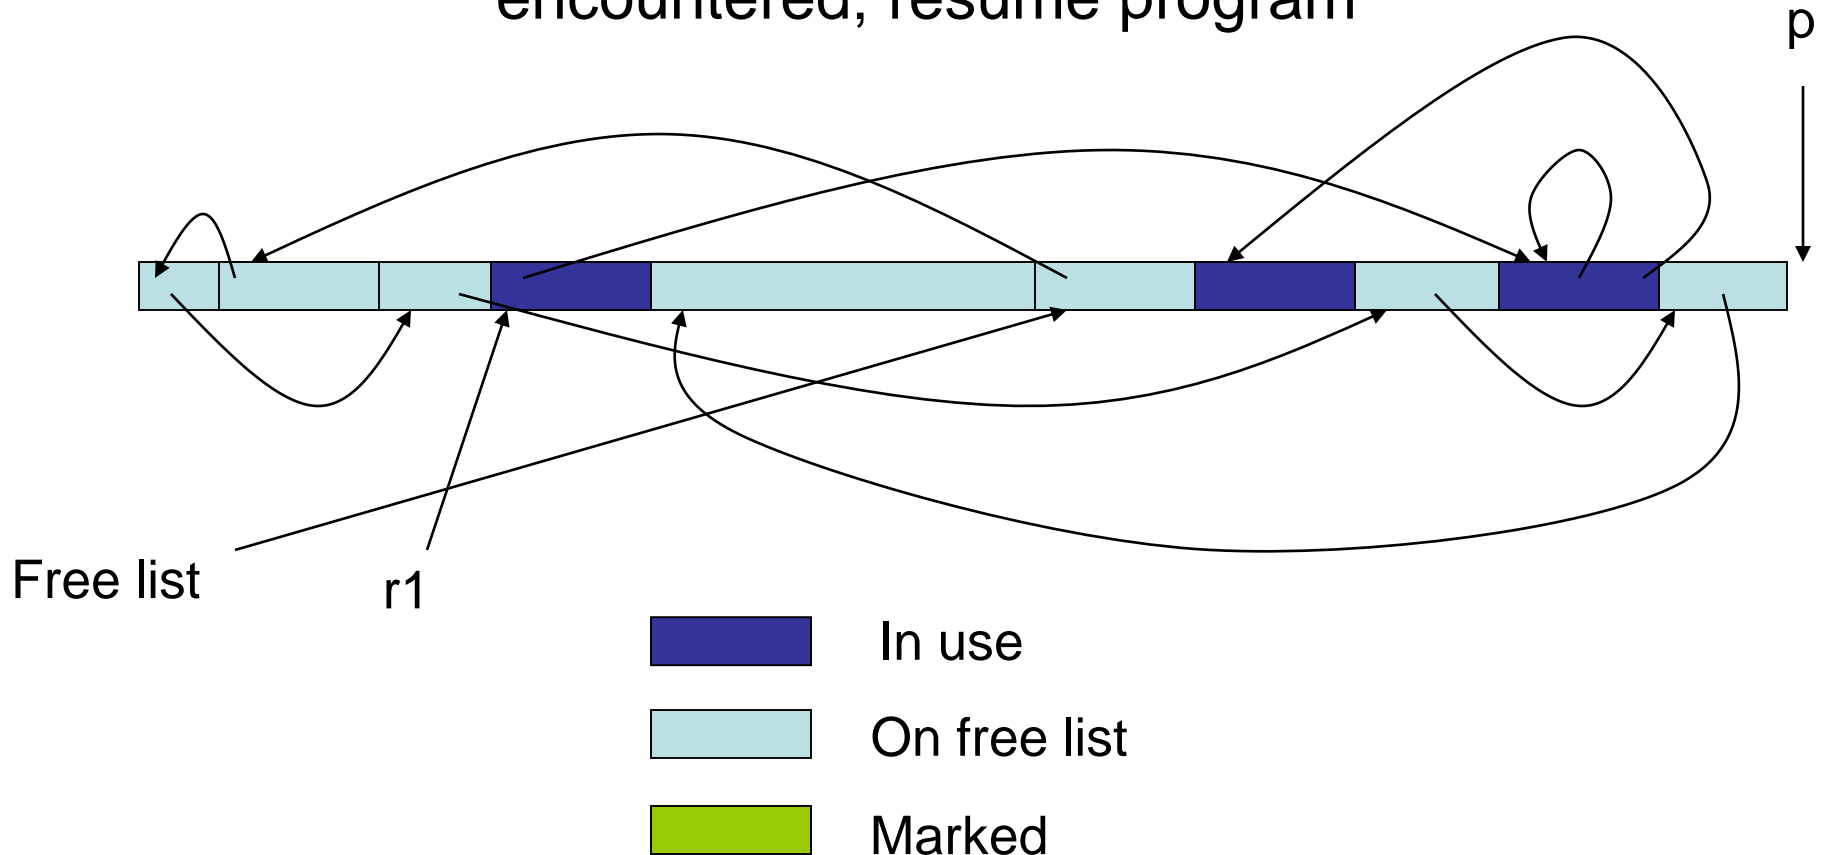 encountered, resume program
p
Free list
r1
In use
On free list
Marked